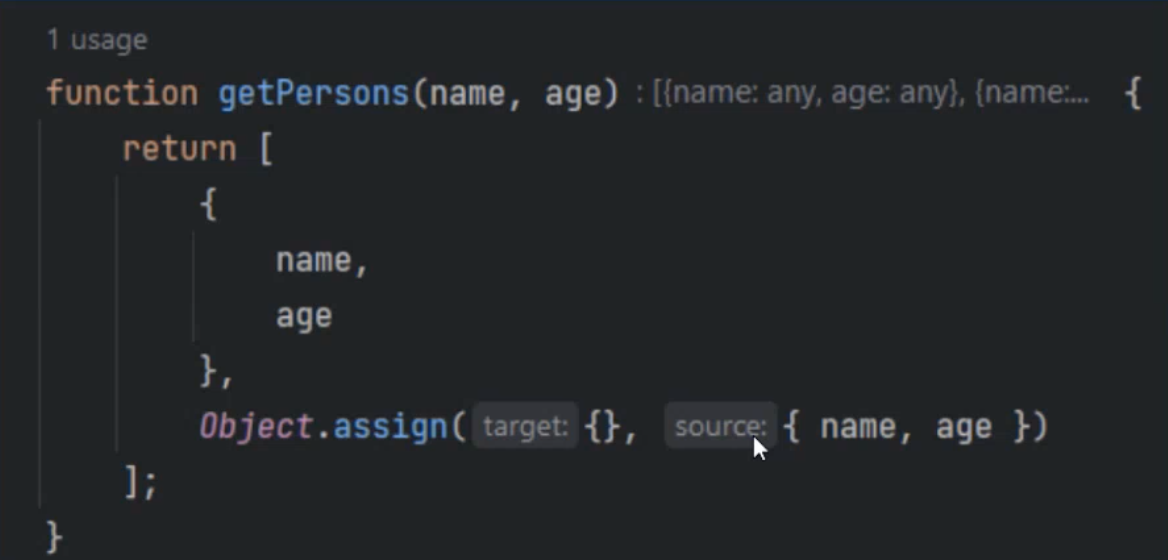 1 usage
function getPersons(name, age) : [{name: any, age: any}, {name:... {
return [
{
name,
age
},
Object.assign( target: {}, source: { name, age })
];
}